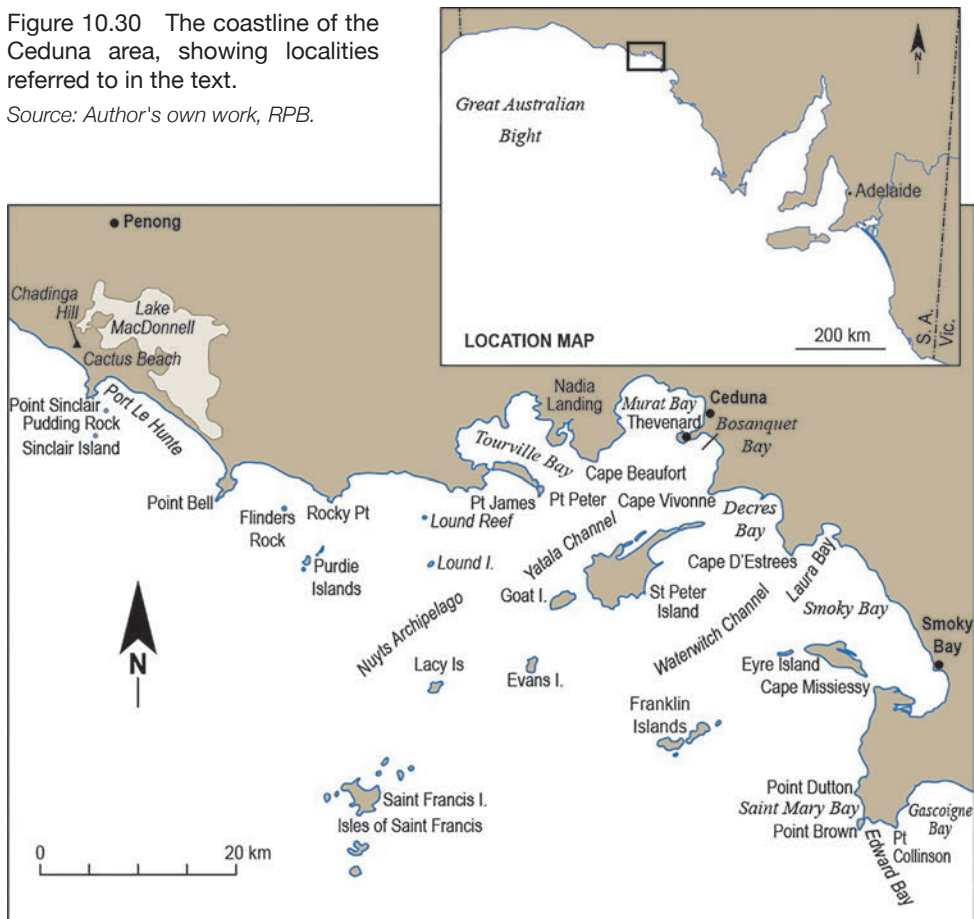 Figure 10.30 The coastline of the
Ceduna area, showing localities
referred to in the text.
Source: Author's own work, RPB.
N
Great Australian
Bight
Adelaide
LOCATION MAP
200 km
S. A.
Vic.
Penong
Chadinga
Hill
Lake
MacDonnell
Cactus Beach
Point Sinclair
Pudding Rock
Sinclair Island
Port Le Hunte
Point Bell
Flinders
Rock
Rocky Pt
Purdie
Islands
Nadia
Landing
Tourville Bay
Murat Bay
Ceduna
Thevenard
Bosanquet
Bay
Cape Beaufort
Pt James
Pt Peter
Cape Vivonne
Decres
Bay
Lound Reef
Lound I.
Yatala Channel
Cape D'Estrees
Laura Bay
Goat I.
St Peter
Island
Smoky Bay
Nuyts Archipelago
Waterwitch Channel
Smoky
Bay
Lacy Is
Evans I.
Eyre Island
Cape Missiessy
Franklin
Islands
N
Saint Francis I.
Isles of Saint Francis
Point Dutton
Saint Mary Bay
Point Brown
Edward Bay
Pt
Collinson
Gascoigne
Bay
0 20 km